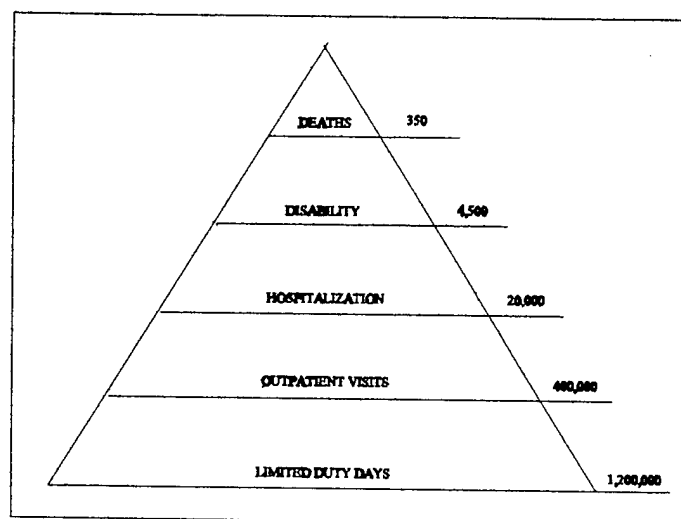 DEATHS 350
DISABILITY 4,500
HOSPITALIZATION 20,000
OUTPATIENT VISITS 400,000
LIMITED DUTY DAYS 1,200,000